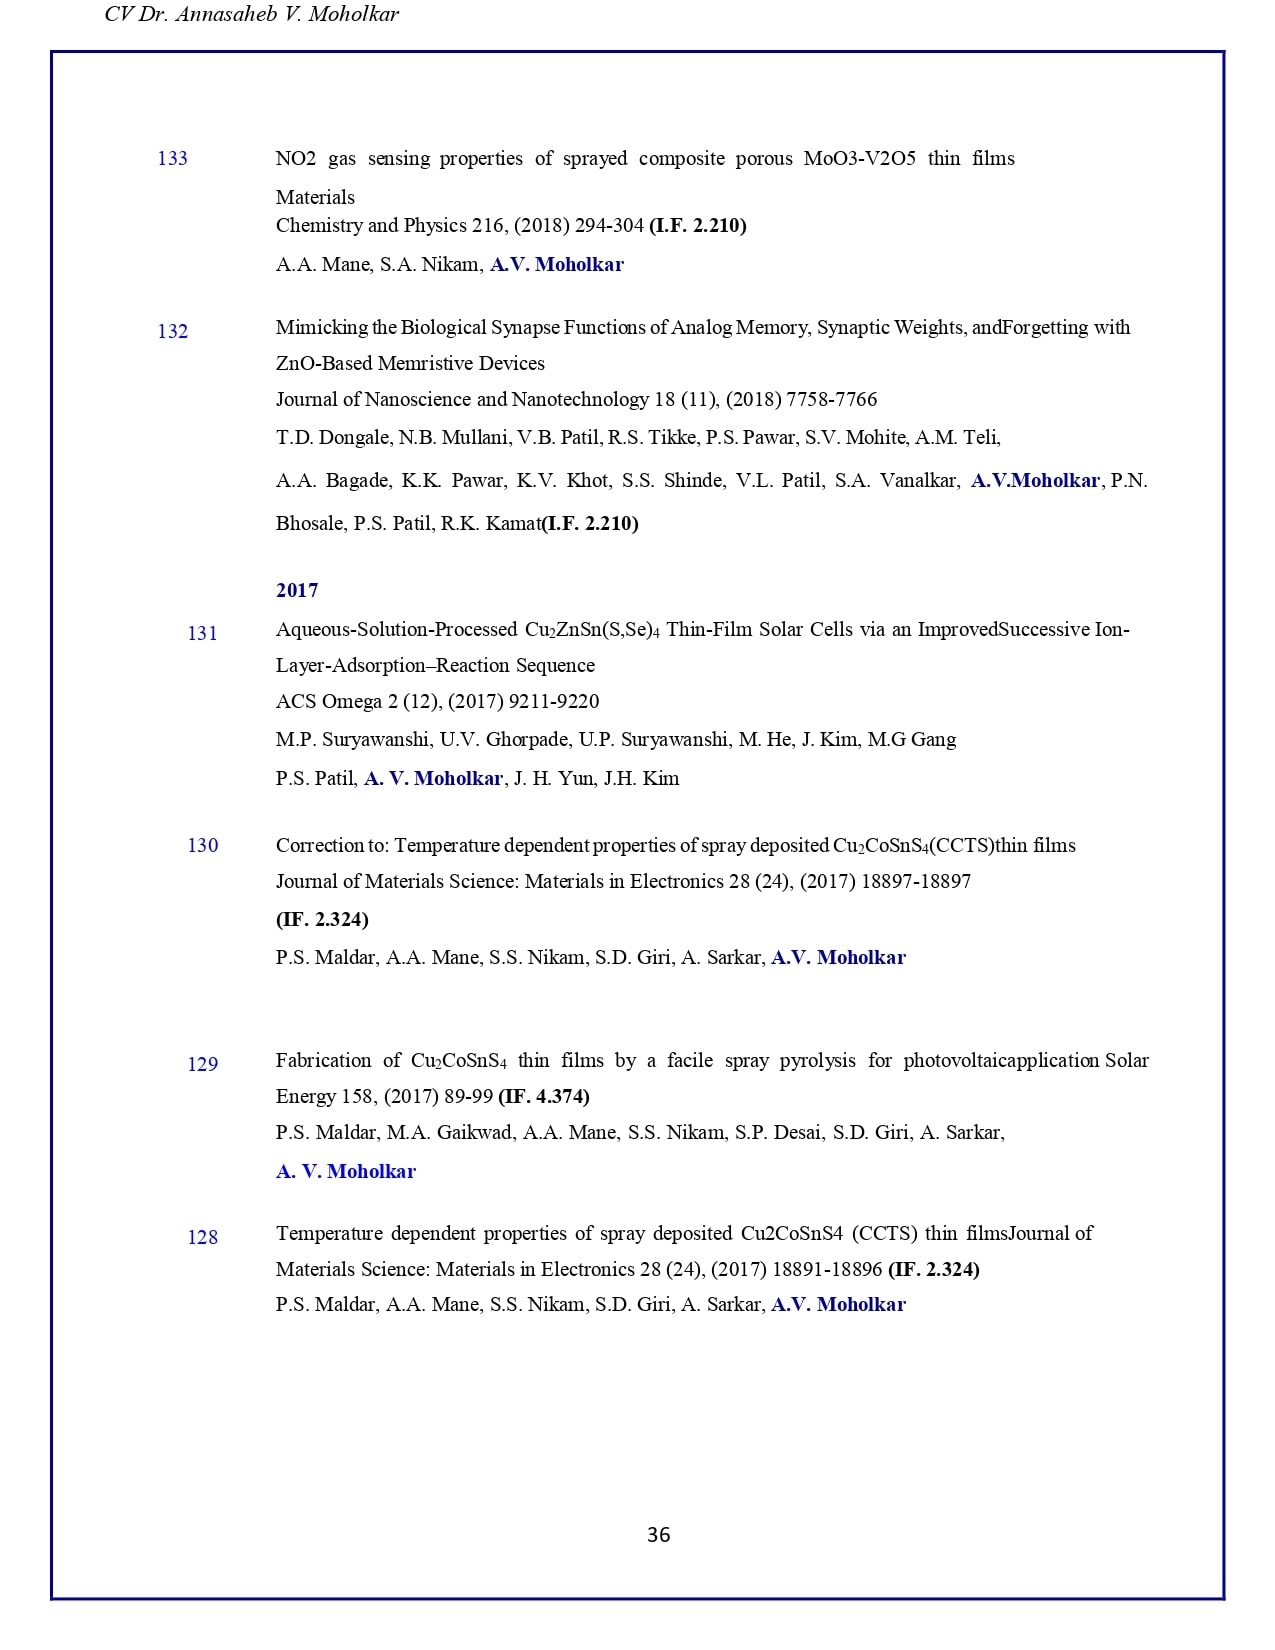 CV Dr. Annasaheb V. Moholkar
133 NO2 gas sensing properties of sprayed composite porous MoO3-V2O5 thin films
Materials
Chemistry and Physics 216, (2018) 294-304 (I.F. 2.210)
A.A. Mane, S.A. Nikam, A.V. Moholkar
132 Mimicking the Biological Synapse Functions of Analog Memory, Synaptic Weights, andForgetting with
ZnO-Based Memristive Devices
Journal of Nanoscience and Nanotechnology 18 (11), (2018) 7758-7766
T.D. Dongale, N.B. Mullani, V.B. Patil, R.S. Tikke, P.S. Pawar, S.V. Mohite, A.M. Teli,
A.A. Bagade, K.K. Pawar, K.V. Khot, S.S. Shinde, V.L. Patil, S.A. Vanalkar, A.V.Moholkar, P.N.
Bhosale, P.S. Patil, R.K. Kamat(I.F. 2.210)
2017
131 Aqueous-Solution-Processed Cu₂ZnSn(S,Se)₄ Thin-Film Solar Cells via an ImprovedSuccessive Ion-
Layer-Adsorption–Reaction Sequence
ACS Omega 2 (12), (2017) 9211-9220
M.P. Suryawanshi, U.V. Ghorpade, U.P. Suryawanshi, M. He, J. Kim, M.G Gang
P.S. Patil, A. V. Moholkar, J. H. Yun, J.H. Kim
130 Correction to: Temperature dependent properties of spray deposited Cu₂CoSnS₄(CCTS)thin films
Journal of Materials Science: Materials in Electronics 28 (24), (2017) 18897-18897
(IF. 2.324)
P.S. Maldar, A.A. Mane, S.S. Nikam, S.D. Giri, A. Sarkar, A.V. Moholkar
129 Fabrication of Cu₂CoSnS₄ thin films by a facile spray pyrolysis for photovoltaicapplication Solar
Energy 158, (2017) 89-99 (IF. 4.374)
P.S. Maldar, M.A. Gaikwad, A.A. Mane, S.S. Nikam, S.P. Desai, S.D. Giri, A. Sarkar,
A. V. Moholkar
128 Temperature dependent properties of spray deposited Cu2CoSnS4 (CCTS) thin filmsJournal of
Materials Science: Materials in Electronics 28 (24), (2017) 18891-18896 (IF. 2.324)
P.S. Maldar, A.A. Mane, S.S. Nikam, S.D. Giri, A. Sarkar, A.V. Moholkar
36